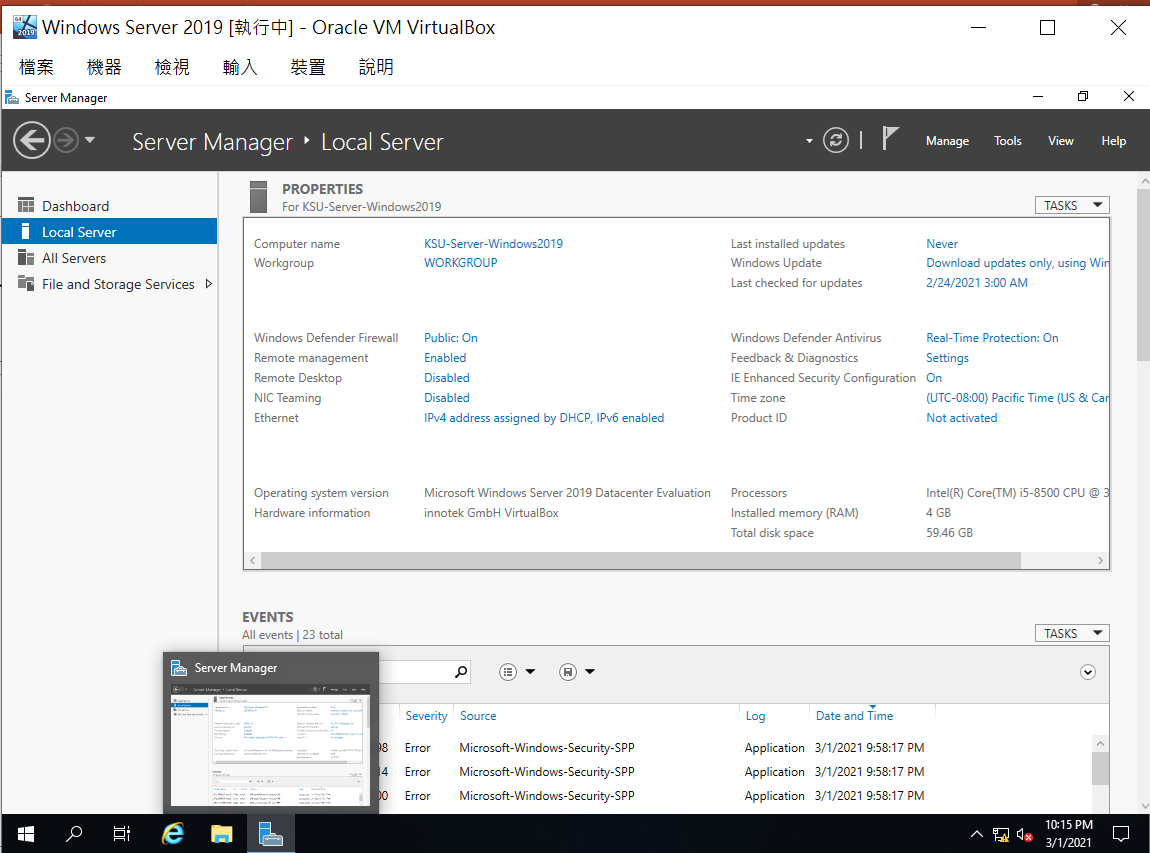 Windows Server 2019 [執行中] - Oracle VM VirtualBox
檔案 機器 檢視 輸入 裝置 說明
Server Manager
Server Manager Local Server
Manage Tools View Help
Dashboard
Local Server
All Servers
File and Storage Services
PROPERTIES
For KSU-Server-Windows2019
TASKS
Computer name KSU-Server-Windows2019 Last installed updates Never
Workgroup WORKGROUP Windows Update Download updates only, using Win
Last checked for updates 2/24/2021 3:00 AM
Windows Defender Firewall Public: On Windows Defender Antivirus Real-Time Protection: On
Remote management Enabled Feedback & Diagnostics Settings
Remote Desktop Disabled IE Enhanced Security Configuration On
NIC Teaming Disabled Time zone (UTC-08:00) Pacific Time (US & Car
Ethernet IPv4 address assigned by DHCP, IPv6 enabled Product ID Not activated
Operating system version Microsoft Windows Server 2019 Datacenter Evaluation Processors Intel(R) Core(TM) i5-8500 CPU @ 3
Hardware information innotek GmbH VirtualBox Installed memory (RAM) 4 GB
Total disk space 59.46 GB
EVENTS
All events | 23 total
TASKS
Server Manager
Severity Source Log Date and Time
98 Error Microsoft-Windows-Security-SPP Application 3/1/2021 9:58:17 PM
14 Error Microsoft-Windows-Security-SPP Application 3/1/2021 9:58:17 PM
00 Error Microsoft-Windows-Security-SPP Application 3/1/2021 9:58:17 PM
10:15 PM
3/1/2021